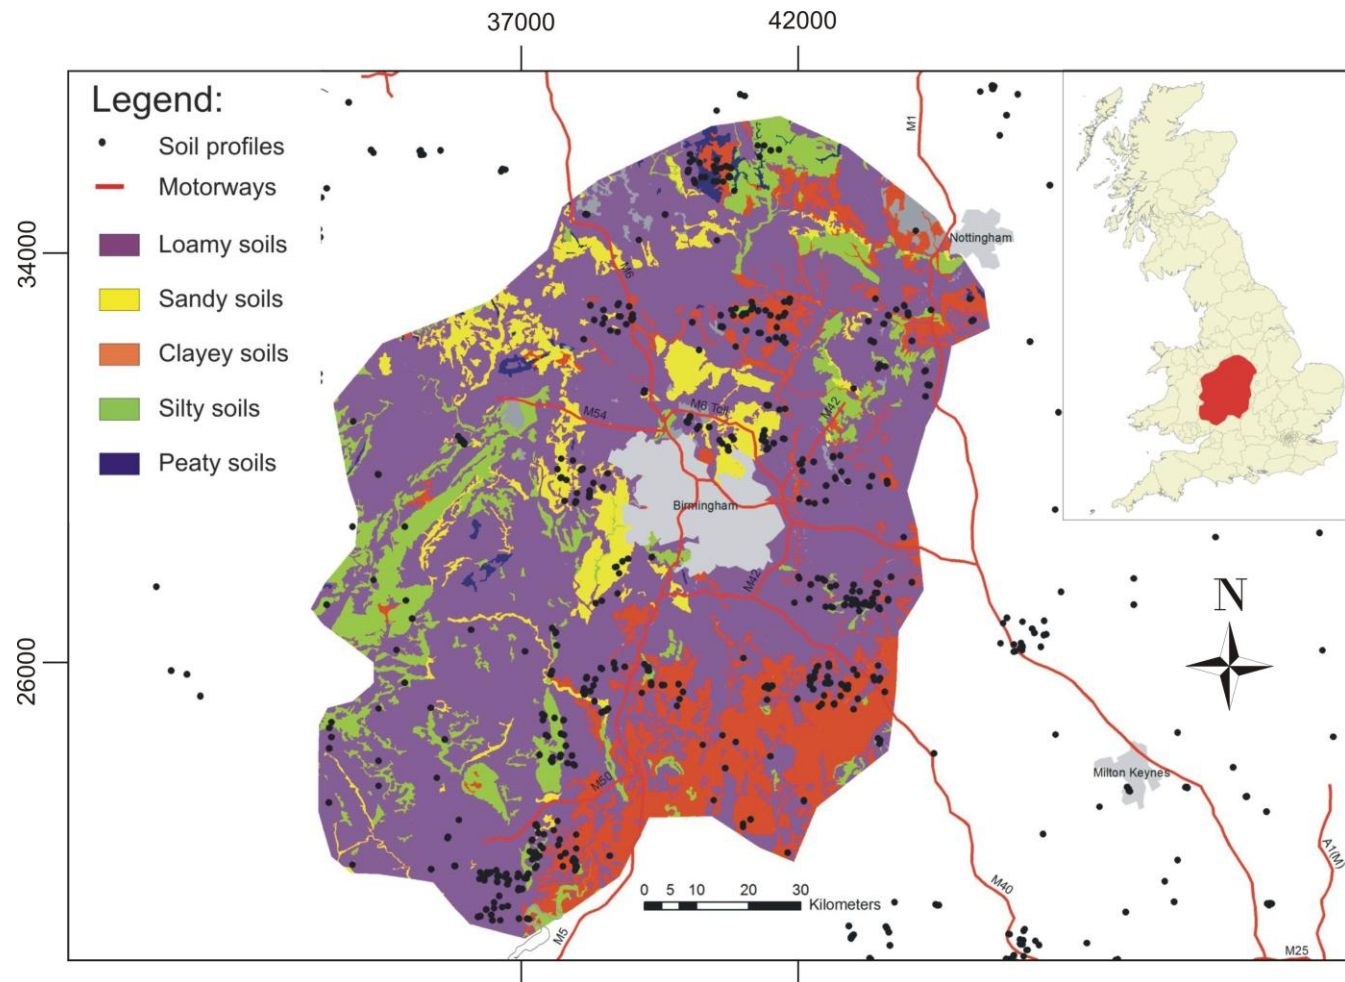 37000
42000
34000
26000
Legend:
Soil profiles
Motorways
Loamy soils
Sandy soils
Clayey soils
Silty soils
Peaty soils
M1
Nottingham
M6
M54
M6 Toll
M42
Birmingham
M42
N
M50
Milton Keynes
A1(M)
M40
0 5 10 20 30
Kilometers
M5
M25